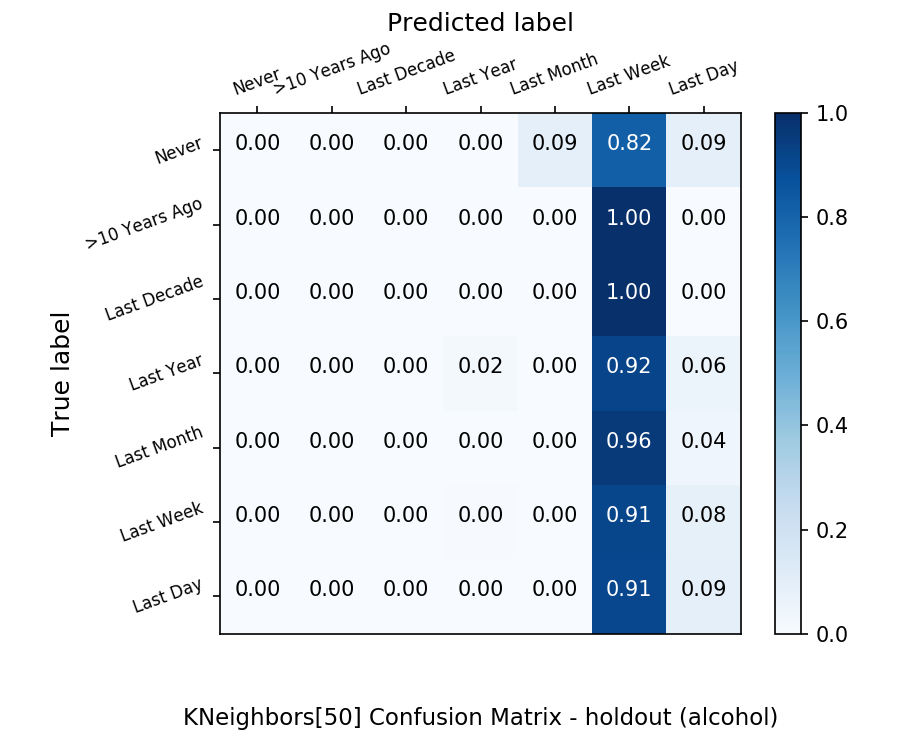 Predicted label
Never >10 Years Ago Last Decade Last Year Last Month Last Week Last Day
Never 0.00 0.00 0.00 0.00 0.09 0.82 0.09
>10 Years Ago 0.00 0.00 0.00 0.00 0.00 1.00 0.00
Last Decade 0.00 0.00 0.00 0.00 0.00 1.00 0.00
Last Year 0.00 0.00 0.00 0.02 0.00 0.92 0.06
Last Month 0.00 0.00 0.00 0.00 0.00 0.96 0.04
Last Week 0.00 0.00 0.00 0.00 0.00 0.91 0.08
Last Day 0.00 0.00 0.00 0.00 0.00 0.91 0.09
True label
1.0
0.8
0.6
0.4
0.2
0.0
KNeighbors[50] Confusion Matrix - holdout (alcohol)